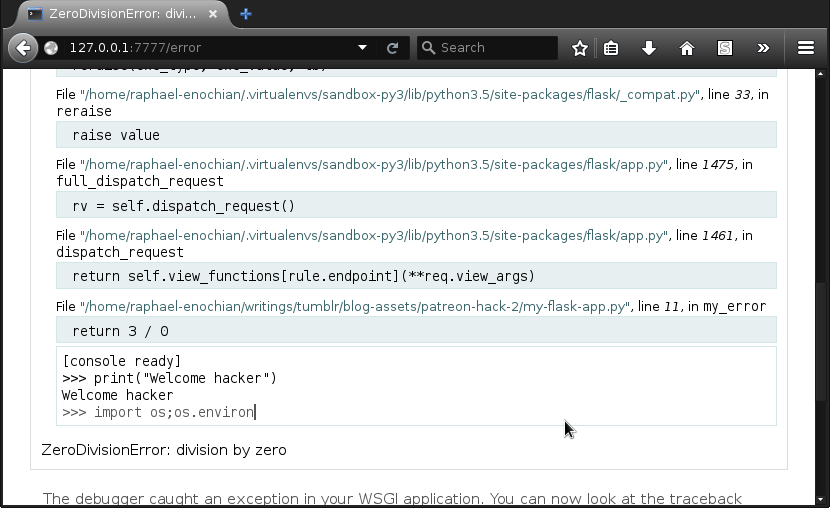 ZeroDivisionError: divi...
127.0.0.1:7777/error
Search
S
File "/home/raphael-enochian/.virtualenvs/sandbox-py3/lib/python3.5/site-packages/flask/_compat.py", line 33, in
reraise
raise value
File "/home/raphael-enochian/.virtualenvs/sandbox-py3/lib/python3.5/site-packages/flask/app.py", line 1475, in
full_dispatch_request
rv = self.dispatch_request()
File "/home/raphael-enochian/.virtualenvs/sandbox-py3/lib/python3.5/site-packages/flask/app.py", line 1461, in
dispatch_request
return self.view_functions[rule.endpoint](**req.view_args)
File "/home/raphael-enochian/writings/tumblr/blog-assets/patreon-hack-2/my-flask-app.py", line 11, in my_error
return 3 / 0
[console ready]
>>> print("Welcome hacker")
Welcome hacker
>>> import os;os.environ
ZeroDivisionError: division by zero
The debugger caught an exception in your WSGI application. You can now look at the traceback